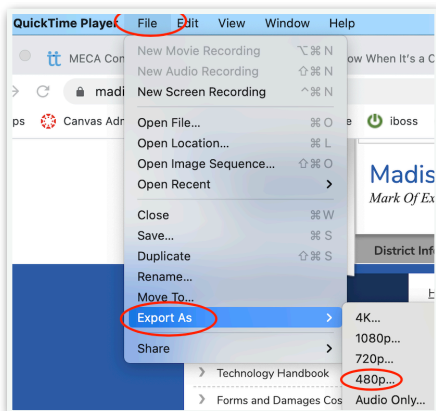 QuickTime Player File Edit View Window Help
MECA Con
ow When It's a C
madi
ps Canvas Adm
e iboss
New Movie Recording ⌥⌘N
New Audio Recording ⇧⌘N
New Screen Recording ^⌘N
Open File... ⌘O
Open Location... ⌘L
Open Image Sequence... ⇧⌘O
Open Recent >
Close ⌘W
Save... ⌘S
Duplicate ⇧⌘S
Rename...
Move To...
Export As >
Share >
Madis
Mark Of Ex
District Inf
4K...
1080p...
720p...
480p...
Audio Only...
> Technology Handbook
> Forms and Damages Cos